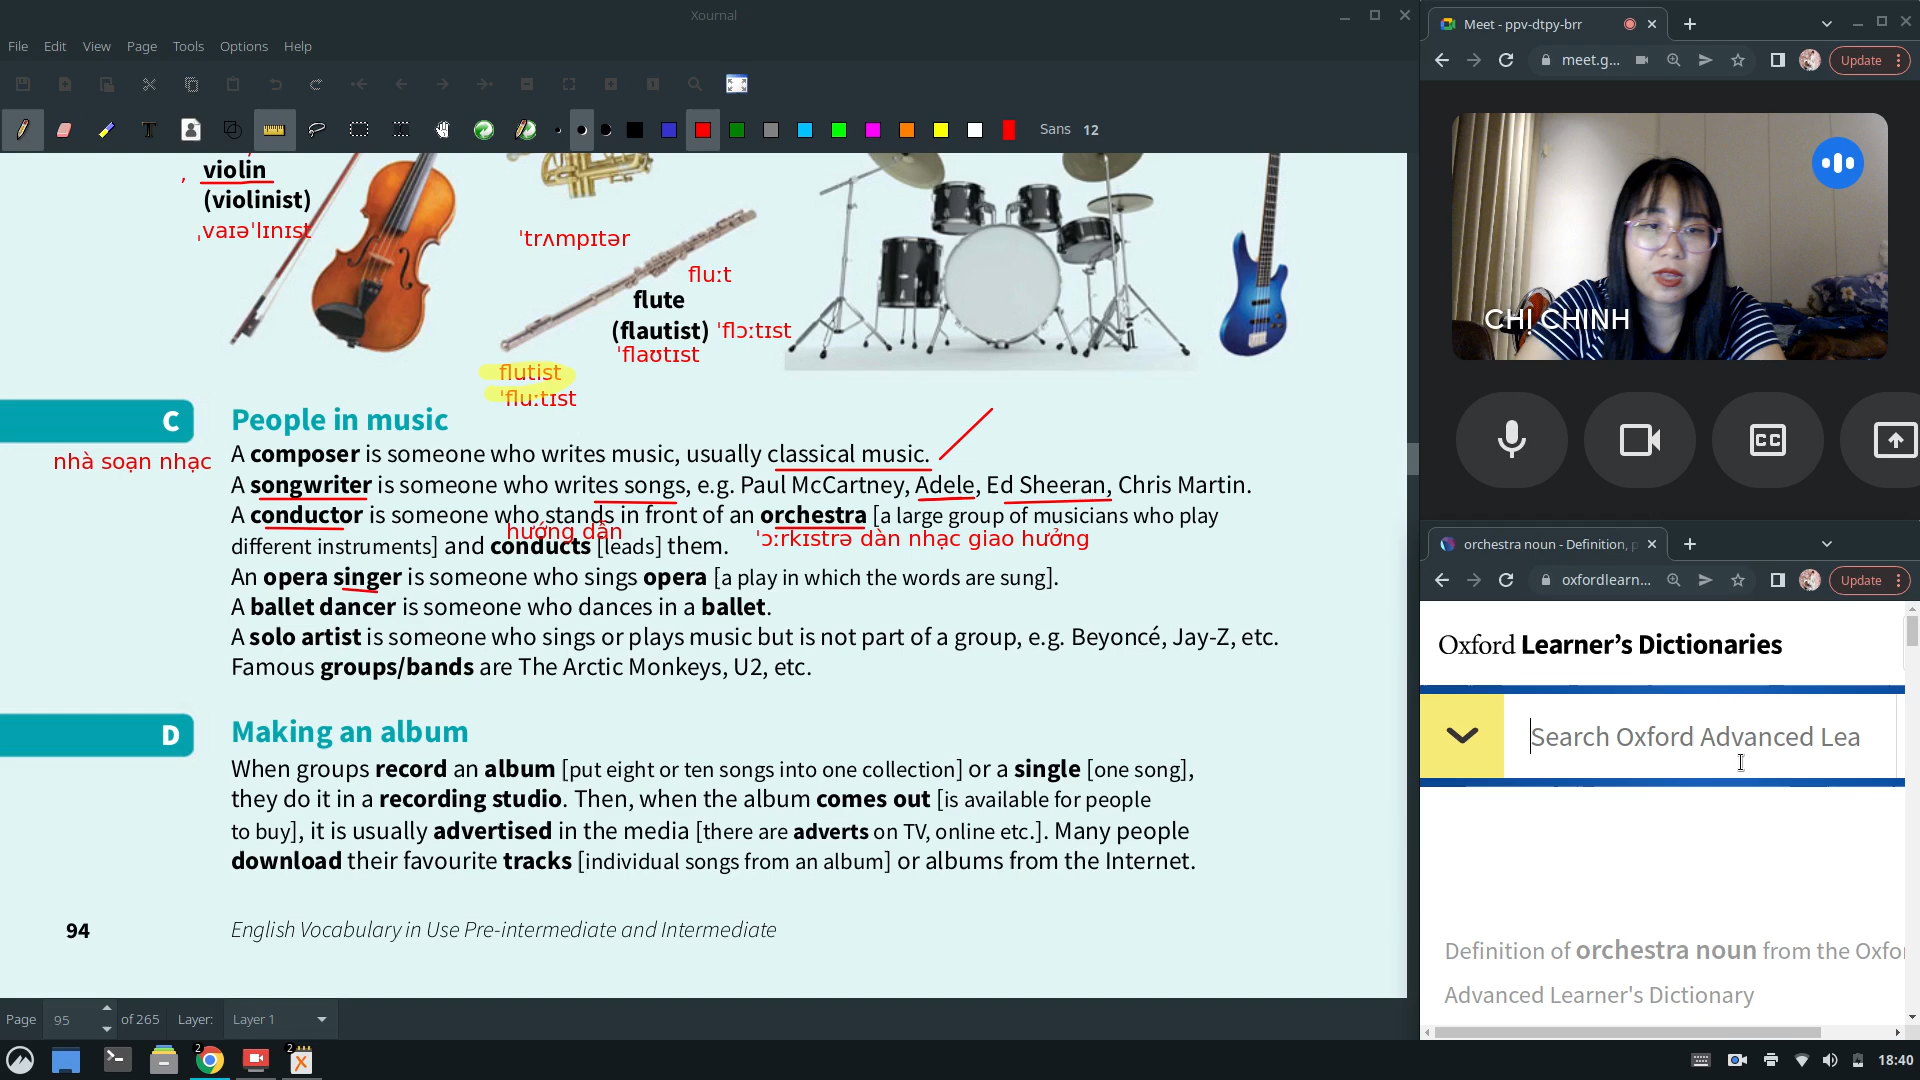 Xournal
File Edit View Page Tools Options Help
Sans 12
violin
(violinist)
ˌvaɪəˈlɪnɪst
ˈtrʌmpɪtər
fluːt
flute
(flautist) ˈflɔːtɪst
ˈflaʊtɪst
flutist
ˈfluːtɪst
C People in music
nhà soạn nhạc
A composer is someone who writes music, usually classical music.
A songwriter is someone who writes songs, e.g. Paul McCartney, Adele, Ed Sheeran, Chris Martin.
A conductor is someone who stands in front of an orchestra [a large group of musicians who play
hướng dẫn ˈɔːrkɪstrə dàn nhạc giao hưởng
different instruments] and conducts [leads] them.
An opera singer is someone who sings opera [a play in which the words are sung].
A ballet dancer is someone who dances in a ballet.
A solo artist is someone who sings or plays music but is not part of a group, e.g. Beyoncé, Jay-Z, etc.
Famous groups/bands are The Arctic Monkeys, U2, etc.
D Making an album
When groups record an album [put eight or ten songs into one collection] or a single [one song],
they do it in a recording studio. Then, when the album comes out [is available for people
to buy], it is usually advertised in the media [there are adverts on TV, online etc.]. Many people
download their favourite tracks [individual songs from an album] or albums from the Internet.
94 English Vocabulary in Use Pre-intermediate and Intermediate
Page 95 of 265 Layer: Layer 1
Meet - ppv-dtpy-brr
meet.g... Update
CHỊ CHINH
CC
orchestra noun - Definition, p
oxfordlearn... Update
Oxford Learner's Dictionaries
Search Oxford Advanced Lea
Definition of orchestra noun from the Oxfo
Advanced Learner's Dictionary
2
2
18:40